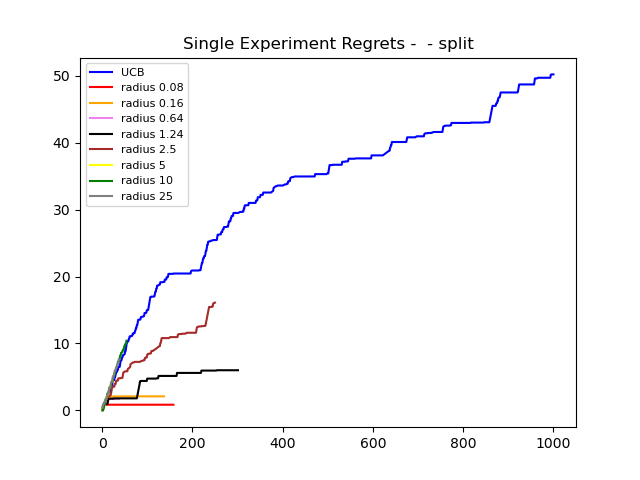 Single Experiment Regrets -  - split
UCB
radius 0.08
radius 0.16
radius 0.64
radius 1.24
radius 2.5
radius 5
radius 10
radius 25
50
40
30
20
10
0
0 200 400 600 800 1000